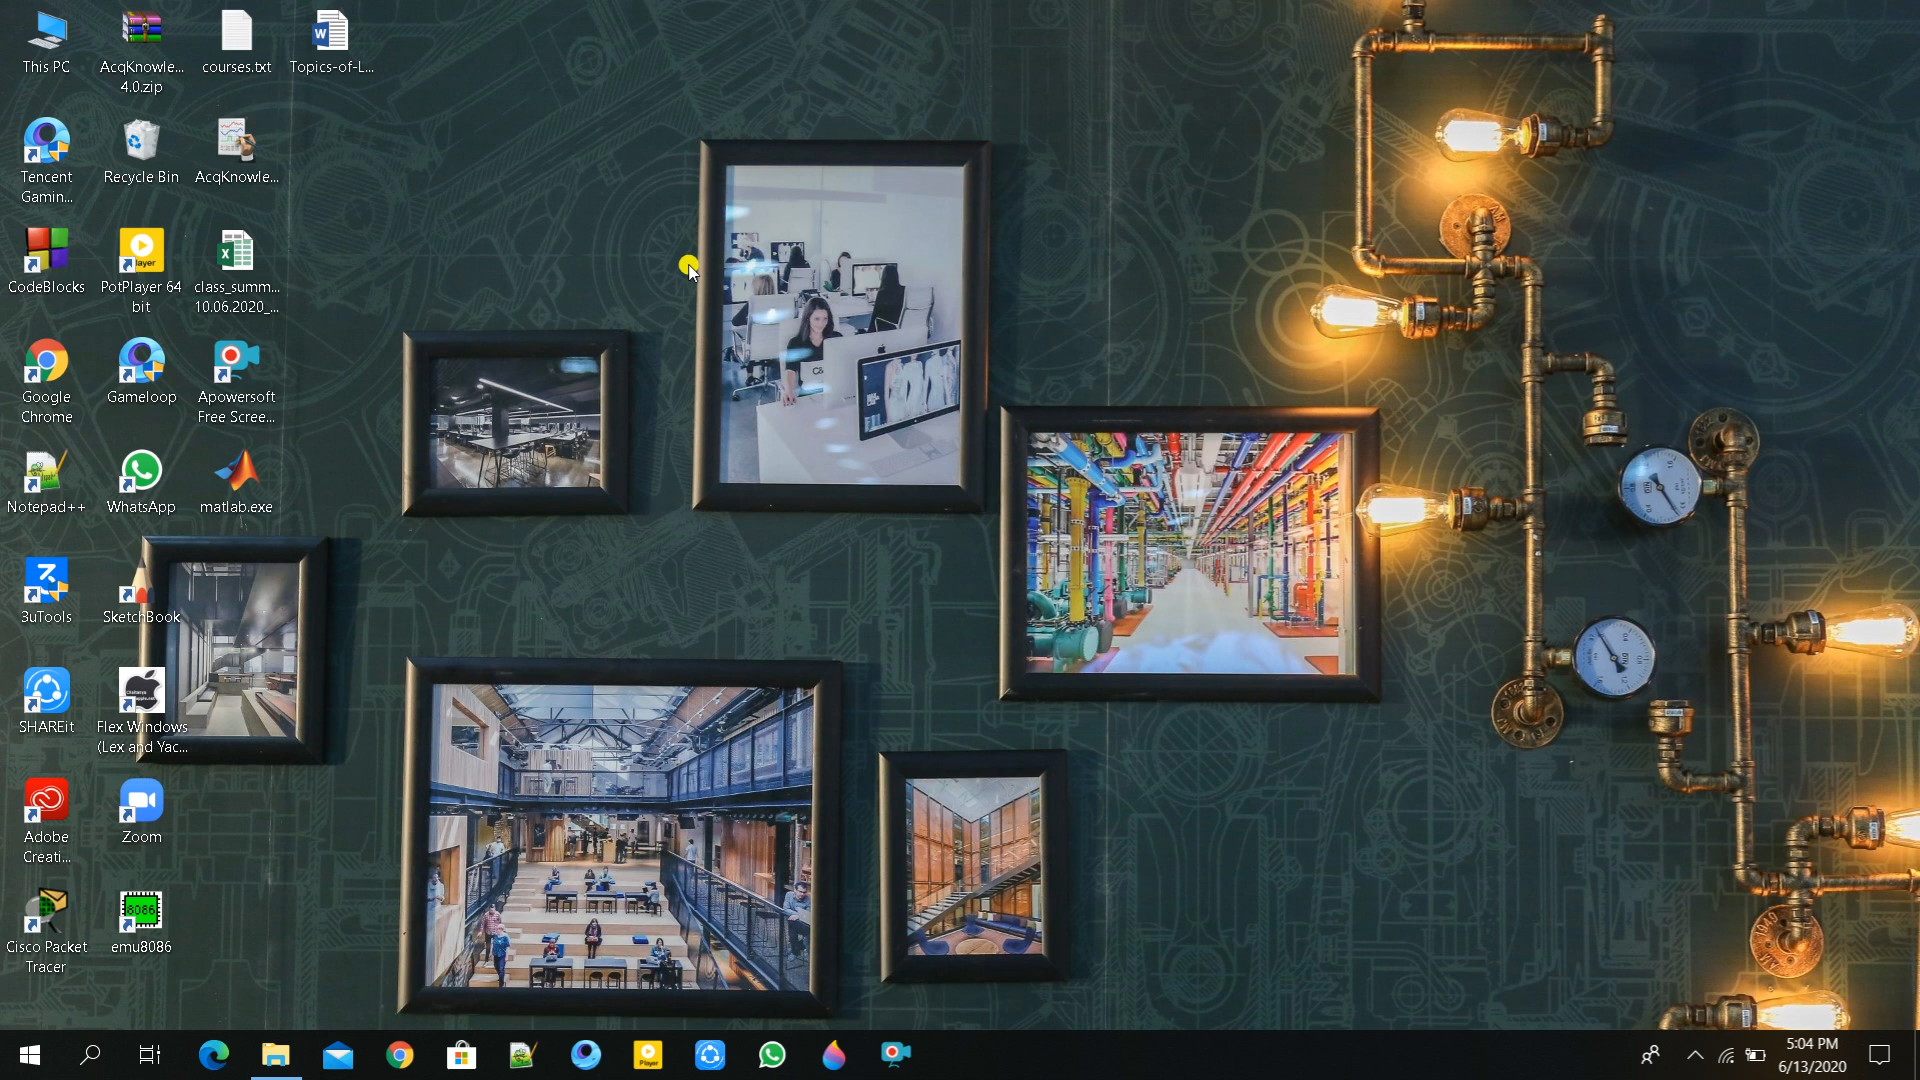 This PC
AcqKnowle...
4.0.zip
courses.txt
Topics-of-L...
Tencent
Gamin...
Recycle Bin
AcqKnowle...
CodeBlocks
PotPlayer 64
bit
class_summ...
10.06.2020_...
Google
Chrome
Gameloop
Apowersoft
Free Scree...
Notepad++
WhatsApp
matlab.exe
3uTools
SketchBook
SHAREit
Flex Windows
(Lex and Yac...
Adobe
Creati...
Zoom
Cisco Packet
Tracer
8086
emu8086
5:04 PM
6/13/2020